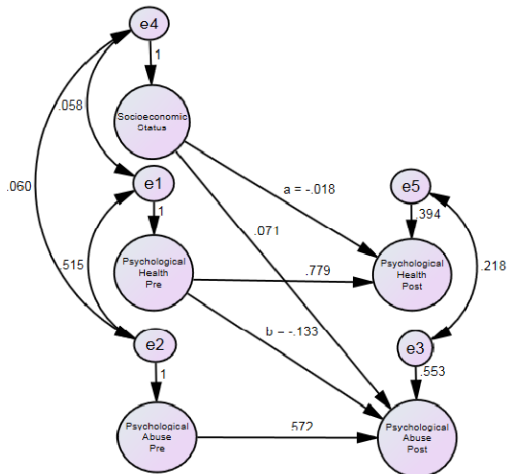 e4
1
Socioeconomic
Status
.058
.060
e1
1
a = -.018
e5
.394
.071
Psychological
Health
Pre
.779
Psychological
Health
Post
.515
.218
b = -.133
e2
1
e3
.553
Psychological
Abuse
Pre
.572
Psychological
Abuse
Post